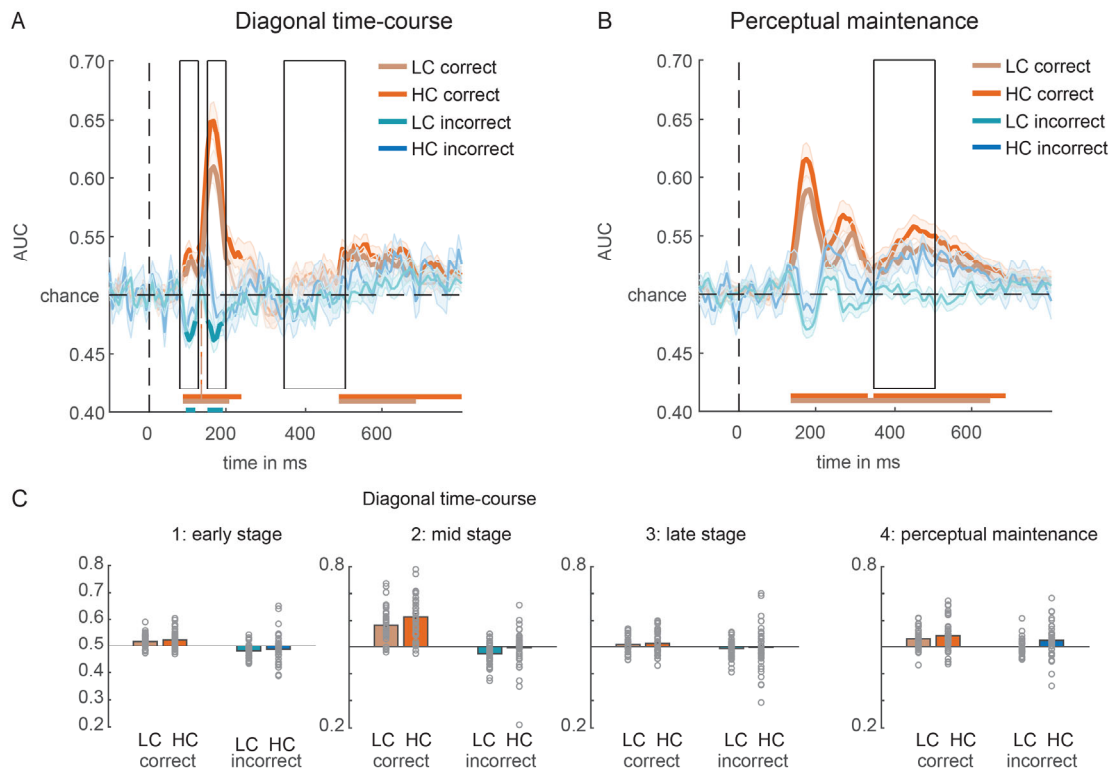 A
Diagonal time-course
0.70
0.65
0.60
0.55
chance
0.45
0.40
AUC
LC correct
HC correct
LC incorrect
HC incorrect
0
200
400
600
time in ms
B
Perceptual maintenance
0.70
0.65
0.60
0.55
chance
0.45
0.40
AUC
LC correct
HC correct
LC incorrect
HC incorrect
0
200
400
600
time in ms
C
Diagonal time-course
1: early stage
0.8
0.7
0.6
0.5
0.4
0.3
0.2
LC HC
correct
LC HC
incorrect
2: mid stage
0.8
0.2
LC HC
correct
LC HC
incorrect
3: late stage
0.8
0.2
LC HC
correct
LC HC
incorrect
4: perceptual maintenance
0.8
0.2
LC HC
correct
LC HC
incorrect